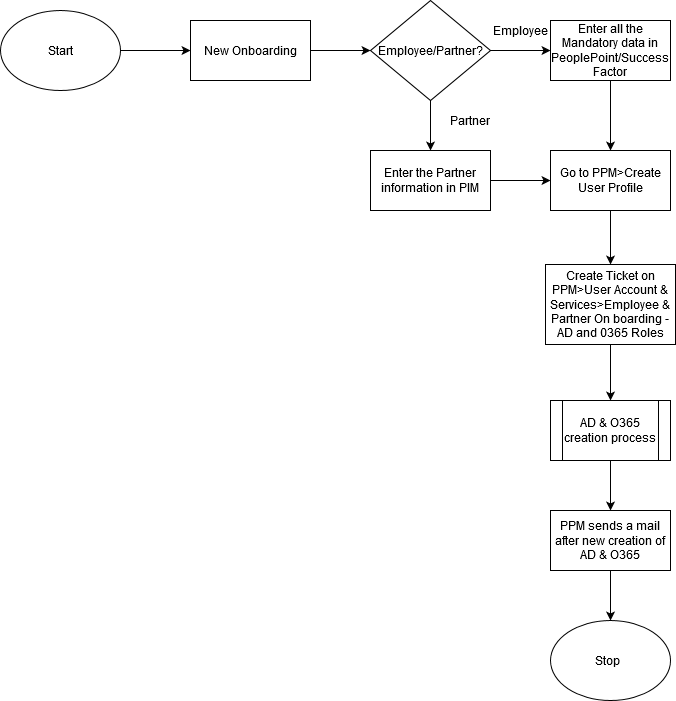 Start
New Onboarding
Employee/Partner?
Employee
Enter all the
Mandatory data in
PeoplePoint/Success
Factor
Partner
Enter the Partner
information in PIM
Go to PPM>Create
User Profile
Create Ticket on
PPM>User Account &
Services>Employee &
Partner On boarding -
AD and 0365 Roles
AD & O365
creation process
PPM sends a mail
after new creation of
AD & O365
Stop